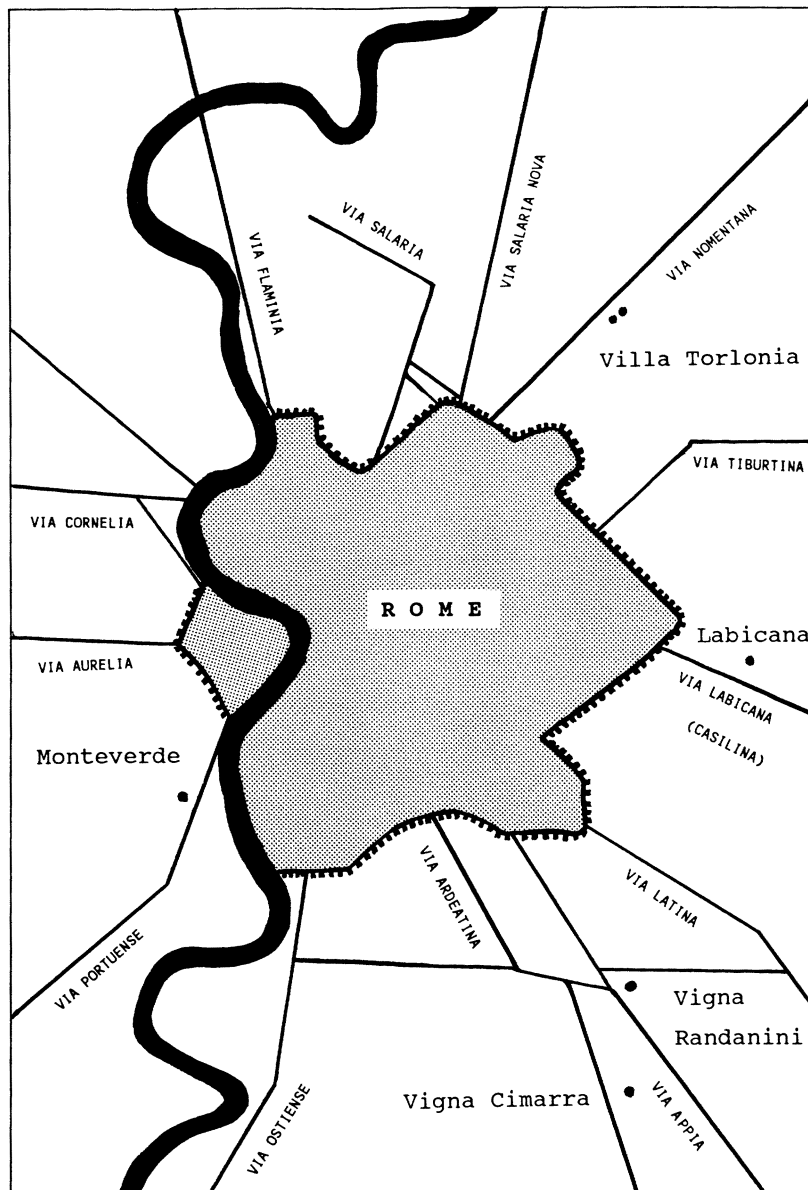 VIA SALARIA
VIA SALARIA NOVA
VIA NOMENTANA
VIA FLAMINIA
Villa Torlonia
VIA TIBURTINA
VIA CORNELIA
ROME
Labicana
VIA AURELIA
VIA LABICANA
(CASILINA)
Monteverde
VIA ARDEATINA
VIA LATINA
VIA PORTUENSE
Vigna
Randanini
Vigna Cimarra
VIA OSTIENSE
VIA APPIA